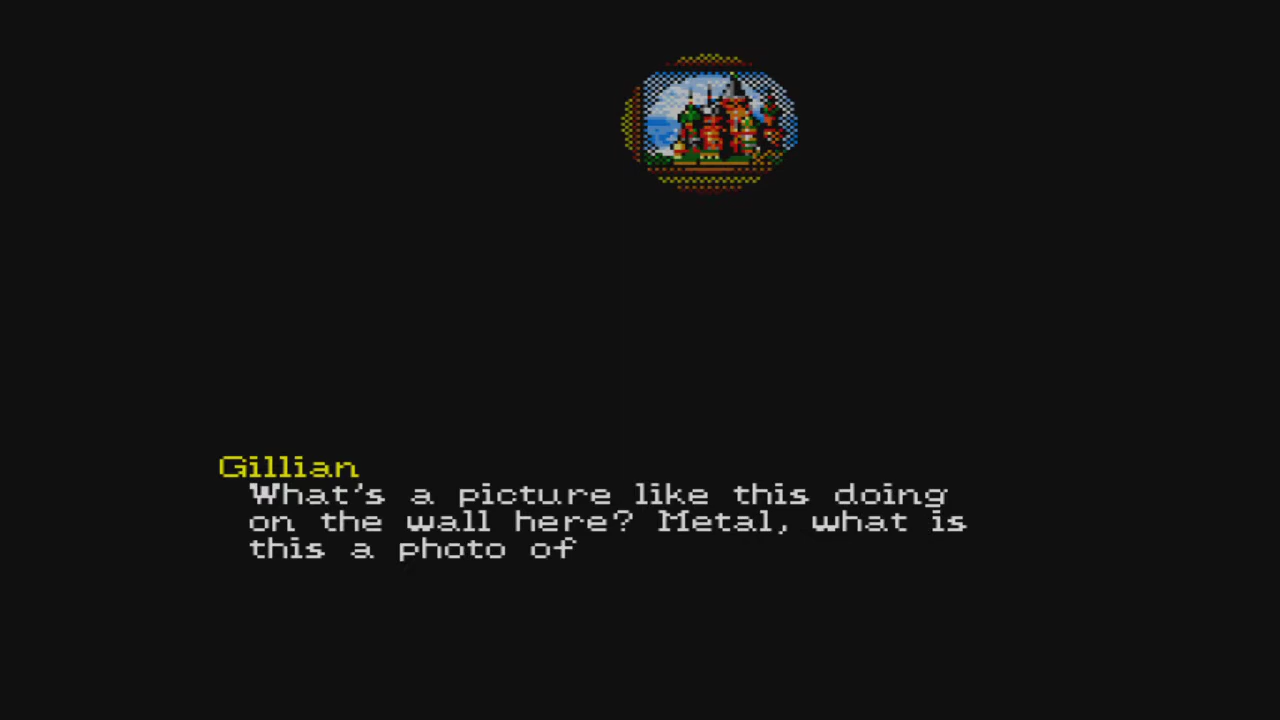 Gillian
What's a picture like this doing
on the wall here? Metal, what is
this a photo of